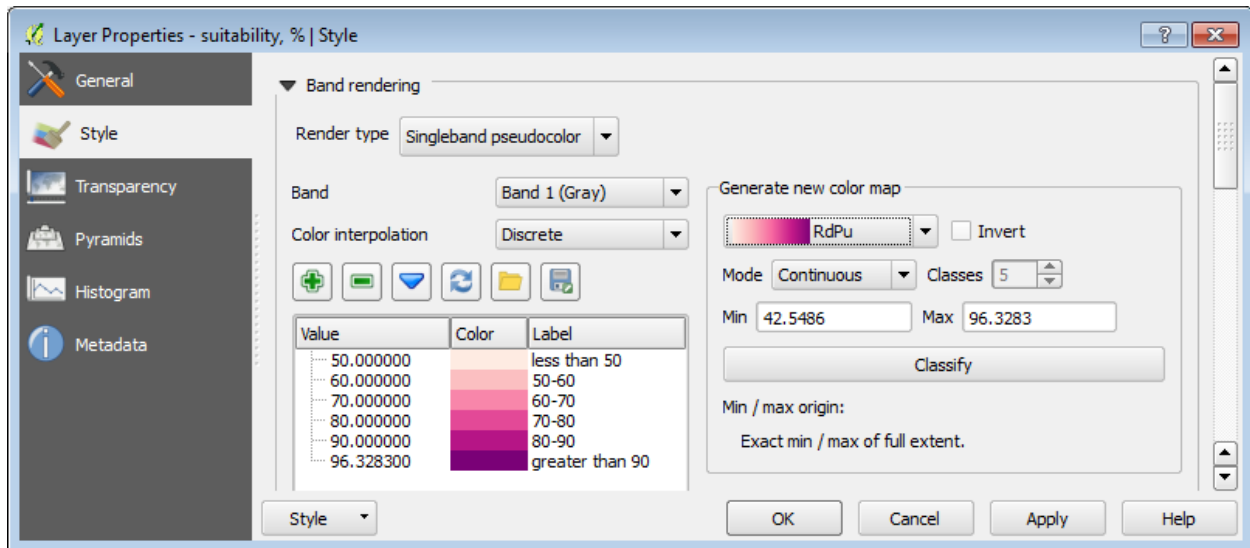 Layer Properties - suitability, % | Style
General
Style
Transparency
Pyramids
Histogram
Metadata
Band rendering
Render type Singleband pseudocolor
Band Band 1 (Gray)
Color interpolation Discrete
Value Color Label
50.000000 less than 50
60.000000 50-60
70.000000 60-70
80.000000 70-80
90.000000 80-90
96.328300 greater than 90
Generate new color map
RdPu Invert
Mode Continuous Classes 5
Min 42.5486 Max 96.3283
Classify
Min / max origin:
Exact min / max of full extent.
Style OK Cancel Apply Help